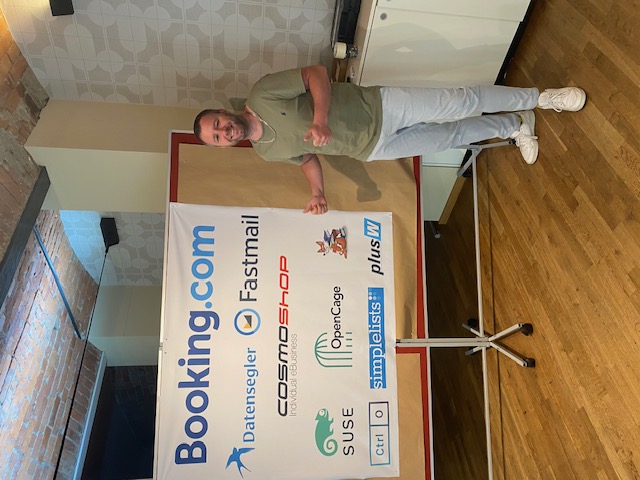 Booking.com
Datensegler
Fastmail
COSMOSHOP
Individual eBusiness
SUSE
OpenCage
Ctrl O
simplelists
plusW